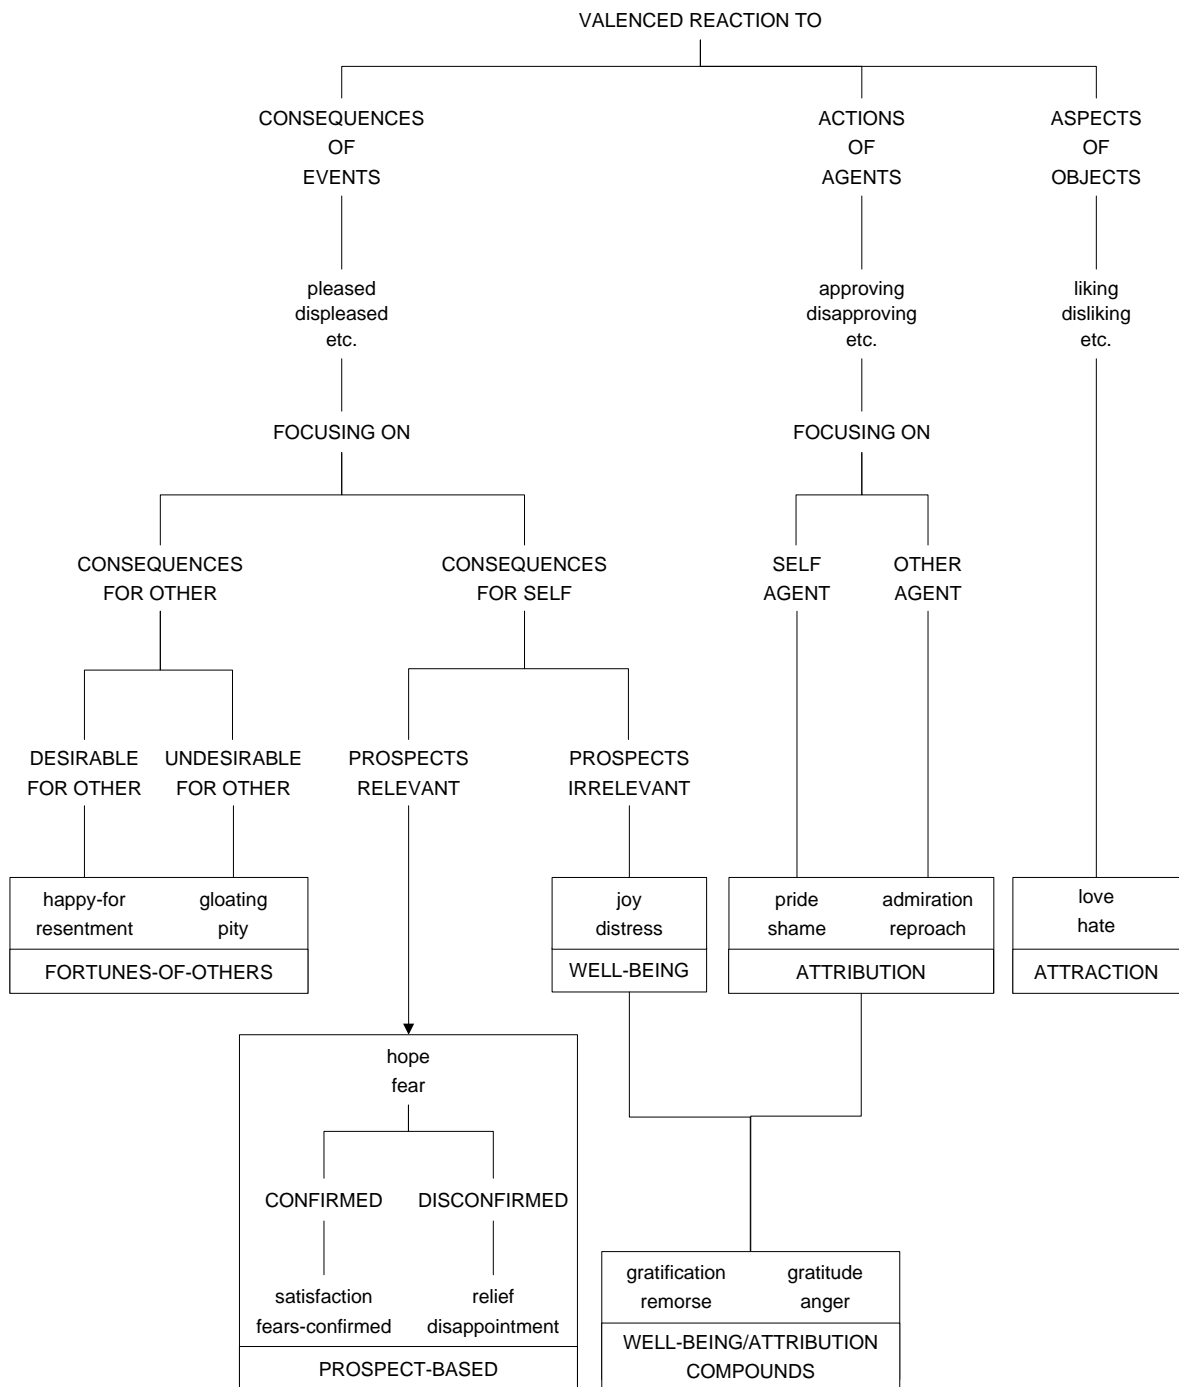 VALENCED REACTION TO
CONSEQUENCES
OF
EVENTS
ACTIONS
OF
AGENTS
ASPECTS
OF
OBJECTS
pleased
displeased
etc.
approving
disapproving
etc.
liking
disliking
etc.
FOCUSING ON
FOCUSING ON
CONSEQUENCES
FOR OTHER
CONSEQUENCES
FOR SELF
SELF
AGENT
OTHER
AGENT
DESIRABLE
FOR OTHER
UNDESIRABLE
FOR OTHER
PROSPECTS
RELEVANT
PROSPECTS
IRRELEVANT
happy-for
resentment
gloating
pity
FORTUNES-OF-OTHERS
joy
distress
WELL-BEING
pride
shame
admiration
reproach
ATTRIBUTION
love
hate
ATTRACTION
hope
fear
CONFIRMED
DISCONFIRMED
satisfaction
fears-confirmed
relief
disappointment
PROSPECT-BASED
gratification
remorse
gratitude
anger
WELL-BEING/ATTRIBUTION
COMPOUNDS